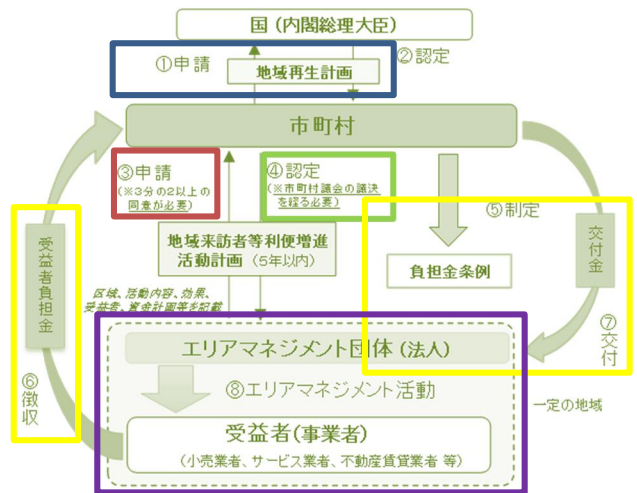 国（内閣総理大臣）
①申請
地域再生計画
②認定
市町村
③申請
（※3分の2以上の
同意が必要）
④認定
（※市町村議会の議決
を経る必要）
⑤制定
地域来訪者等利便増進
活動計画（5年以内）
負担金条例
受益者負担金
交付金
区域、活動内容、効果、
受益者、資金計画等を記載
⑥徴収
⑦交付
エリアマネジメント団体（法人）
⑧エリアマネジメント活動
一定の地域
受益者（事業者）
（小売業者、サービス業者、不動産賃貸業者 等）